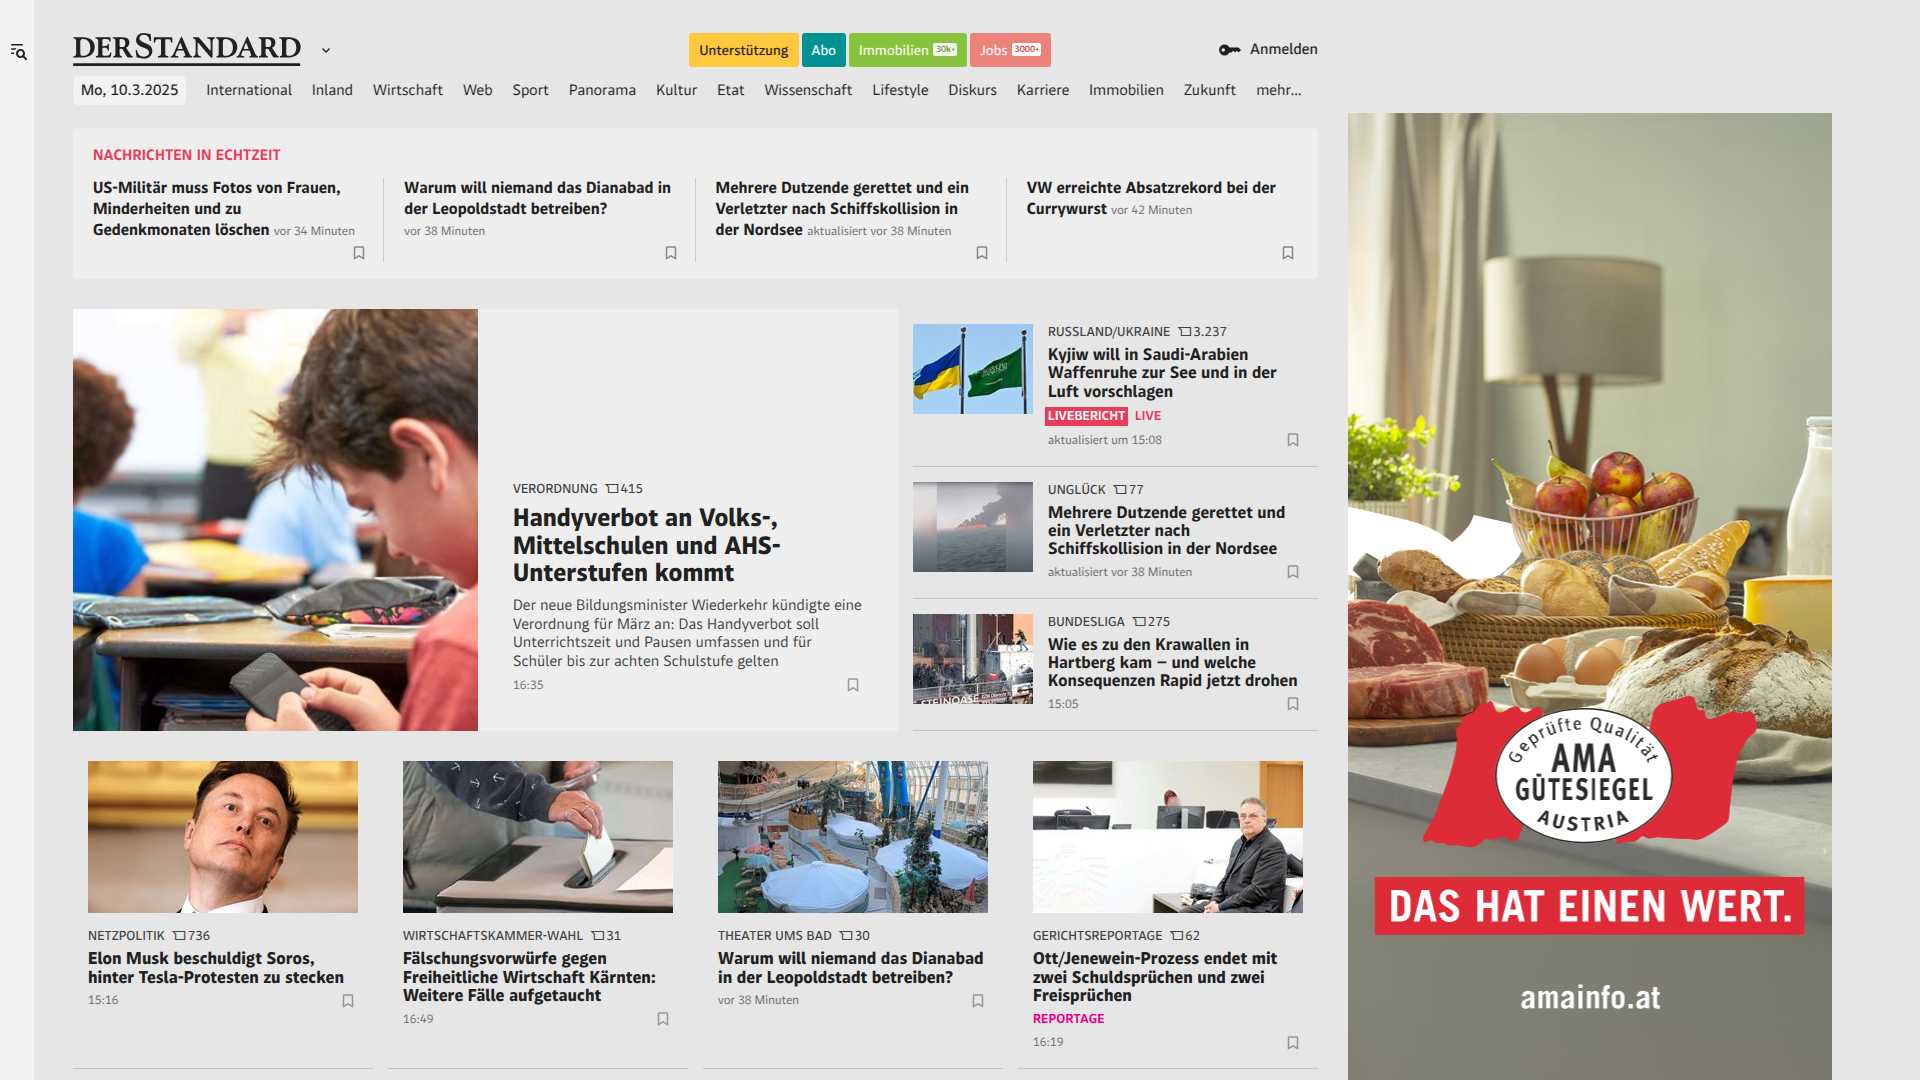 DERSTANDARD
Unterstützung
Abo
Immobilien 30k+
Jobs 3000+
Anmelden
Mo, 10.3.2025
International
Inland
Wirtschaft
Web
Sport
Panorama
Kultur
Etat
Wissenschaft
Lifestyle
Diskurs
Karriere
Immobilien
Zukunft
mehr...
NACHRICHTEN IN ECHTZEIT
US-Militär muss Fotos von Frauen,
Minderheiten und zu
Gedenkmonaten löschen vor 34 Minuten
Warum will niemand das Dianabad in
der Leopoldstadt betreiben?
vor 38 Minuten
Mehrere Dutzende gerettet und ein
Verletzter nach Schiffskollision in
der Nordsee aktualisiert vor 38 Minuten
VW erreichte Absatzrekord bei der
Currywurst vor 42 Minuten
VERORDNUNG 415
Handyverbot an Volks-,
Mittelschulen und AHS-
Unterstufen kommt
Der neue Bildungsminister Wiederkehr kündigte eine
Verordnung für März an: Das Handyverbot soll
Unterrichtszeit und Pausen umfassen und für
Schüler bis zur achten Schulstufe gelten
16:35
RUSSLAND/UKRAINE 3.237
Kyjiw will in Saudi-Arabien
Waffenruhe zur See und in der
Luft vorschlagen
LIVEBERICHT LIVE
aktualisiert um 15:08
UNGLÜCK 77
Mehrere Dutzende gerettet und
ein Verletzter nach
Schiffskollision in der Nordsee
aktualisiert vor 38 Minuten
STEINOASE
BUNDESLIGA 275
Wie es zu den Krawallen in
Hartberg kam – und welche
Konsequenzen Rapid jetzt drohen
15:05
NETZPOLITIK 736
Elon Musk beschuldigt Soros,
hinter Tesla-Protesten zu stecken
15:16
WIRTSCHAFTSKAMMER-WAHL 31
Fälschungsvorwürfe gegen
Freiheitliche Wirtschaft Kärnten:
Weitere Fälle aufgetaucht
16:49
THEATER UMS BAD 30
Warum will niemand das Dianabad
in der Leopoldstadt betreiben?
vor 38 Minuten
GERICHTSREPORTAGE 62
Ott/Jenewein-Prozess endet mit
zwei Schuldsprüchen und zwei
Freisprüchen
REPORTAGE
16:19
Geprüfte Qualität
AMA
GÜTESIEGEL
AUSTRIA
DAS HAT EINEN WERT.
amainfo.at